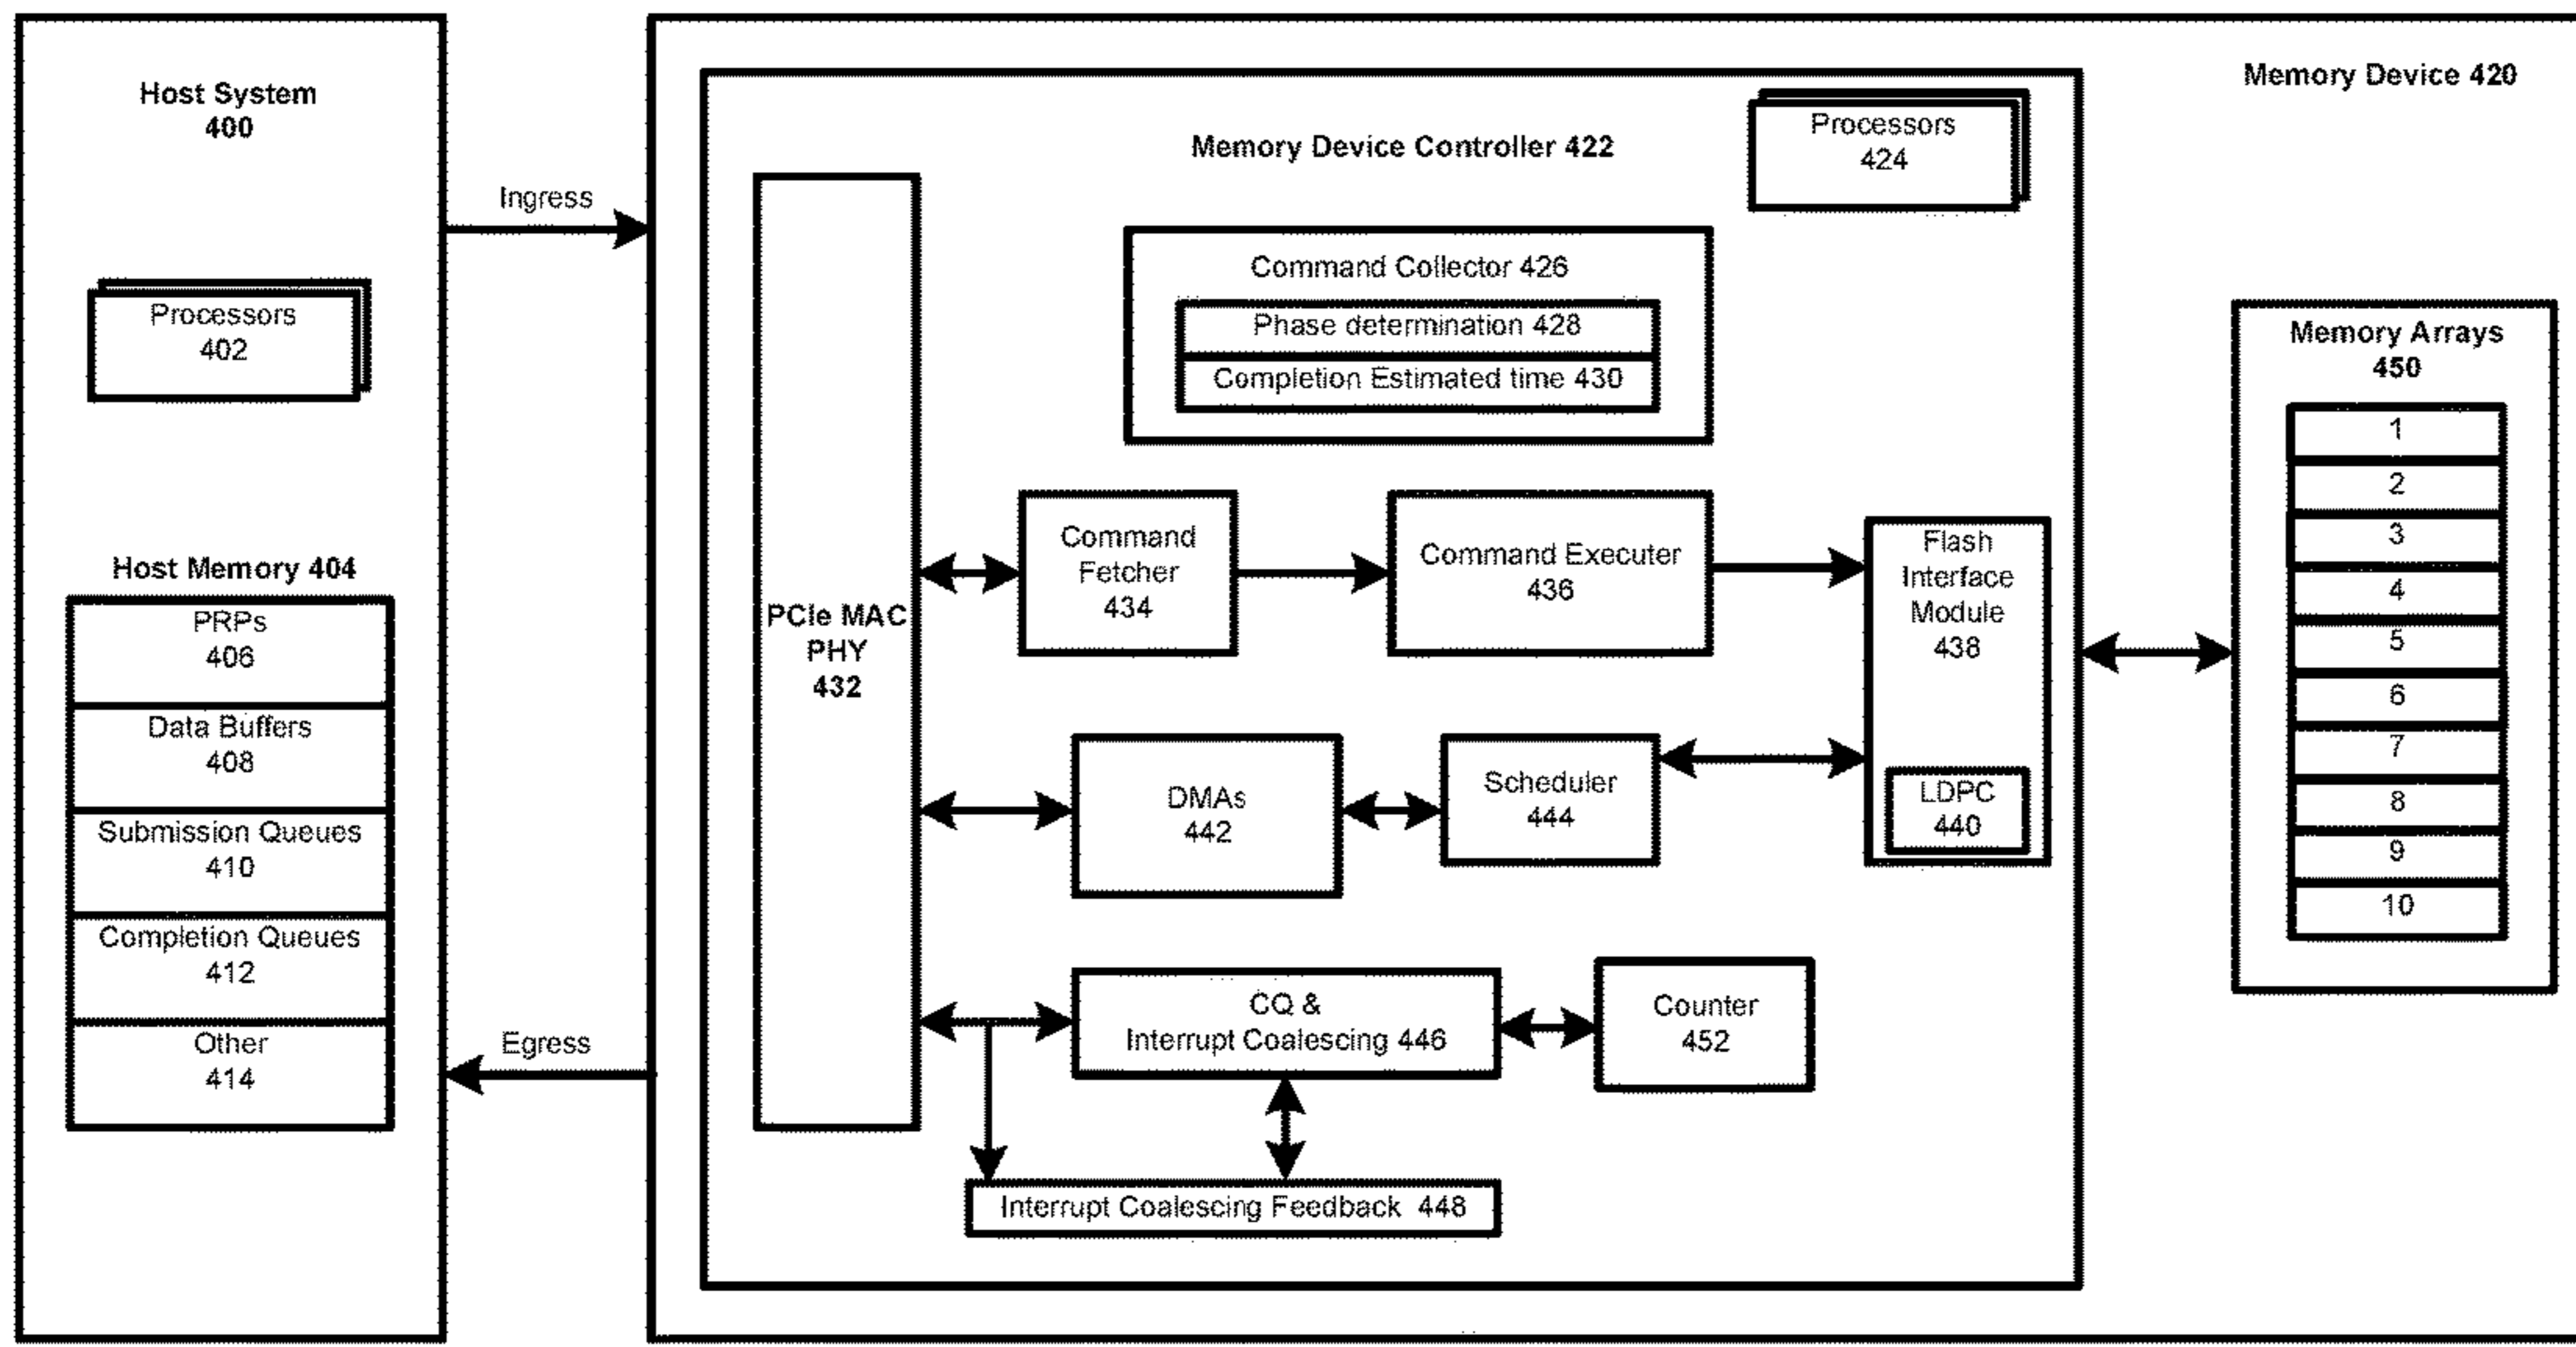 Host System
400
Processors
402
Host Memory 404
PRPs
406
Data Buffers
408
Submission Queues
410
Completion Queues
412
Other
414
Ingress
Egress
Memory Device 420
Memory Device Controller 422
Processors
424
Command Collector 426
Phase determination 428
Completion Estimated time 430
PCIe MAC
PHY
432
Command
Fetcher
434
Command Executer
436
Flash
Interface
Module
438
LDPC
440
DMAs
442
Scheduler
444
CQ &
Interrupt Coalescing 446
Counter
452
Interrupt Coalescing Feedback 448
Memory Arrays
450
1
2
3
4
5
6
7
8
9
10